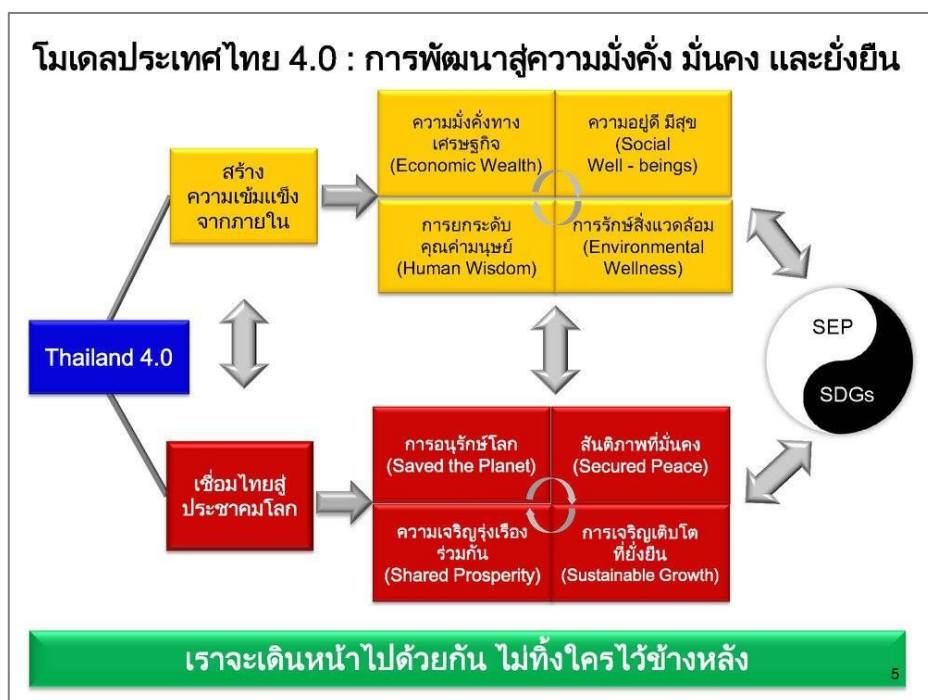 โมเดลประเทศไทย 4.0 : การพัฒนาสู่ความมั่งคั่ง มั่นคง และยั่งยืน
ความมั่งคั่งทาง
เศรษฐกิจ
(Economic Wealth)
ความอยู่ดี มีสุข
(Social
Well - beings)
สร้าง
ความเข้มแข็ง
จากภายใน
การยกระดับ
คุณค่ามนุษย์
(Human Wisdom)
การรักษ์สิ่งแวดล้อม
(Environmental
Wellness)
Thailand 4.0
SEP
SDGs
เชื่อมไทยสู่
ประชาคมโลก
การอนุรักษ์โลก
(Saved the Planet)
สันติภาพที่มั่นคง
(Secured Peace)
ความเจริญรุ่งเรือง
ร่วมกัน
(Shared Prosperity)
การเจริญเติบโต
ที่ยั่งยืน
(Sustainable Growth)
เราจะเดินหน้าไปด้วยกัน ไม่ทิ้งใครไว้ข้างหลัง
5